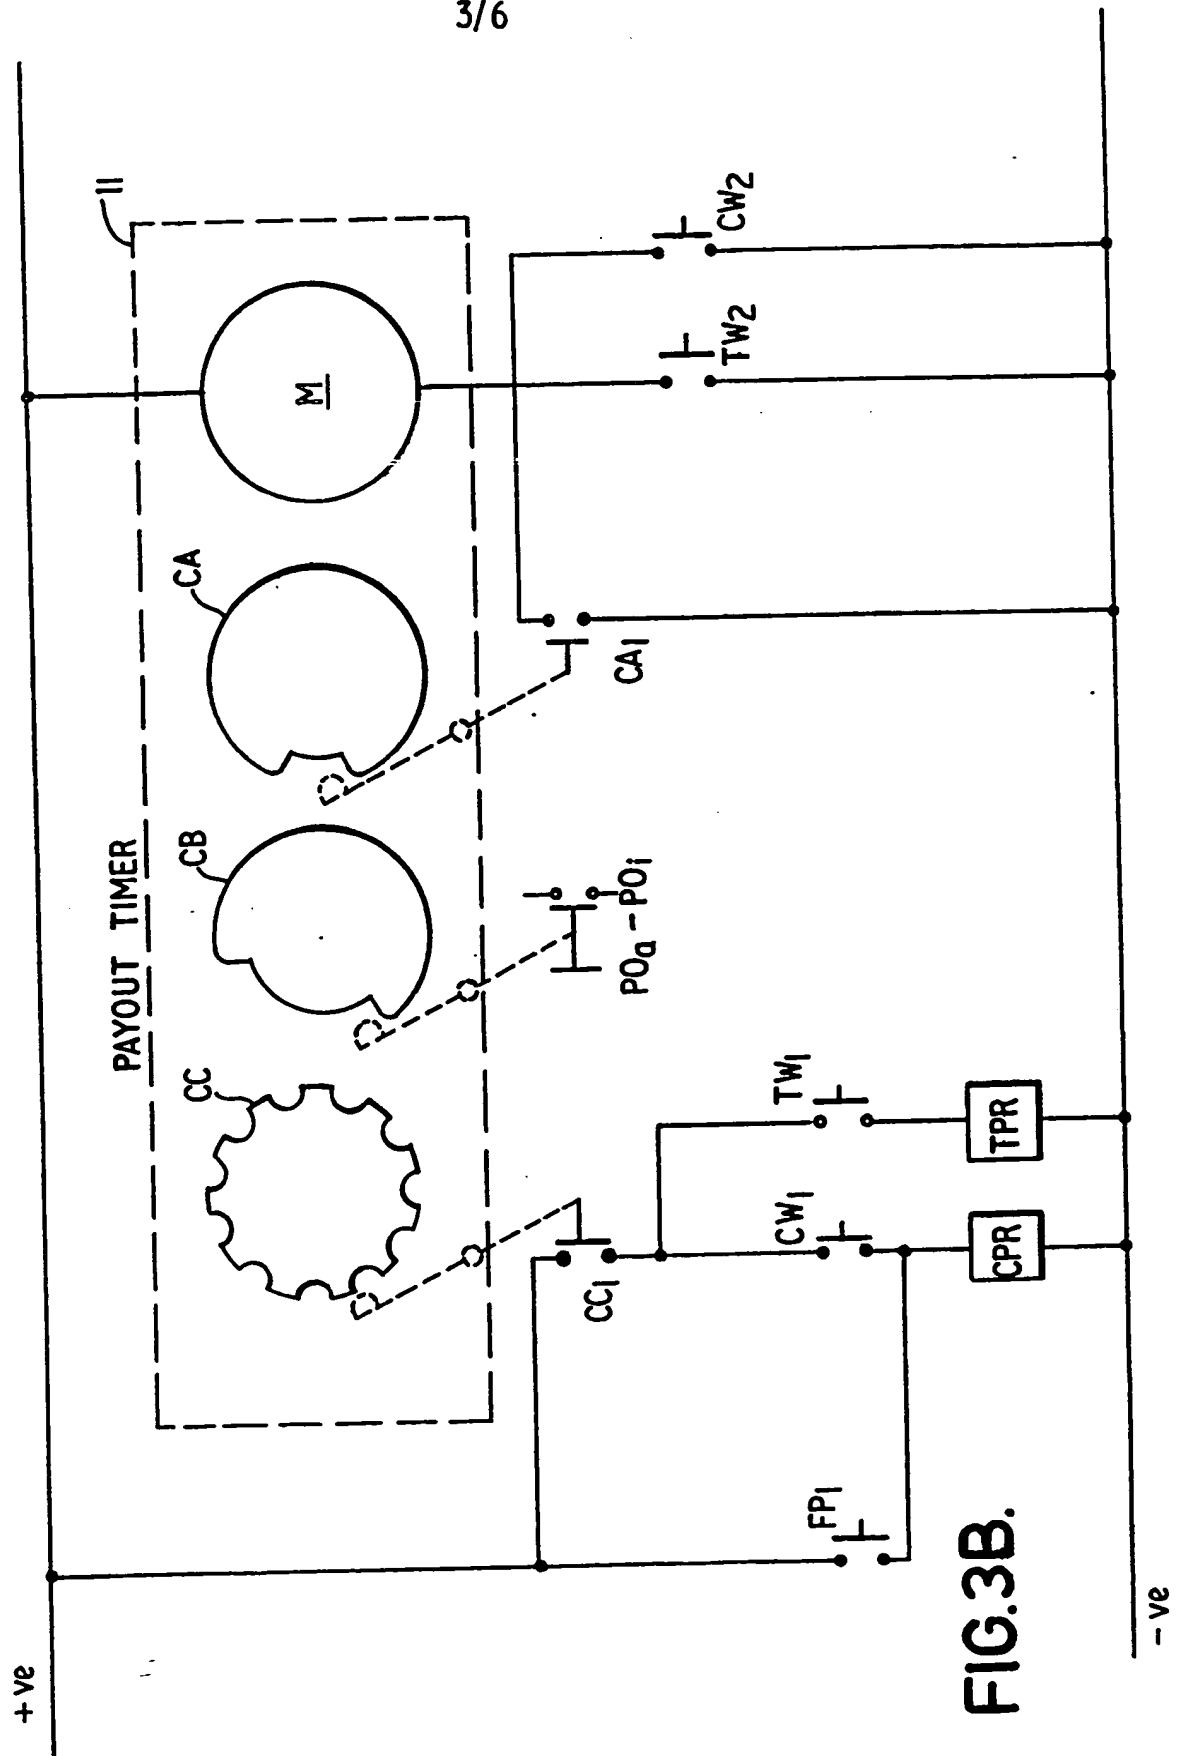 3/6
+ve
PAYOUT TIMER
11
CC
CB
CA
M
CC1
POa – POi
CA1
FP1
CW1
TW1
TW2
CW2
CPR
TPR
FIG.3B.
– ve